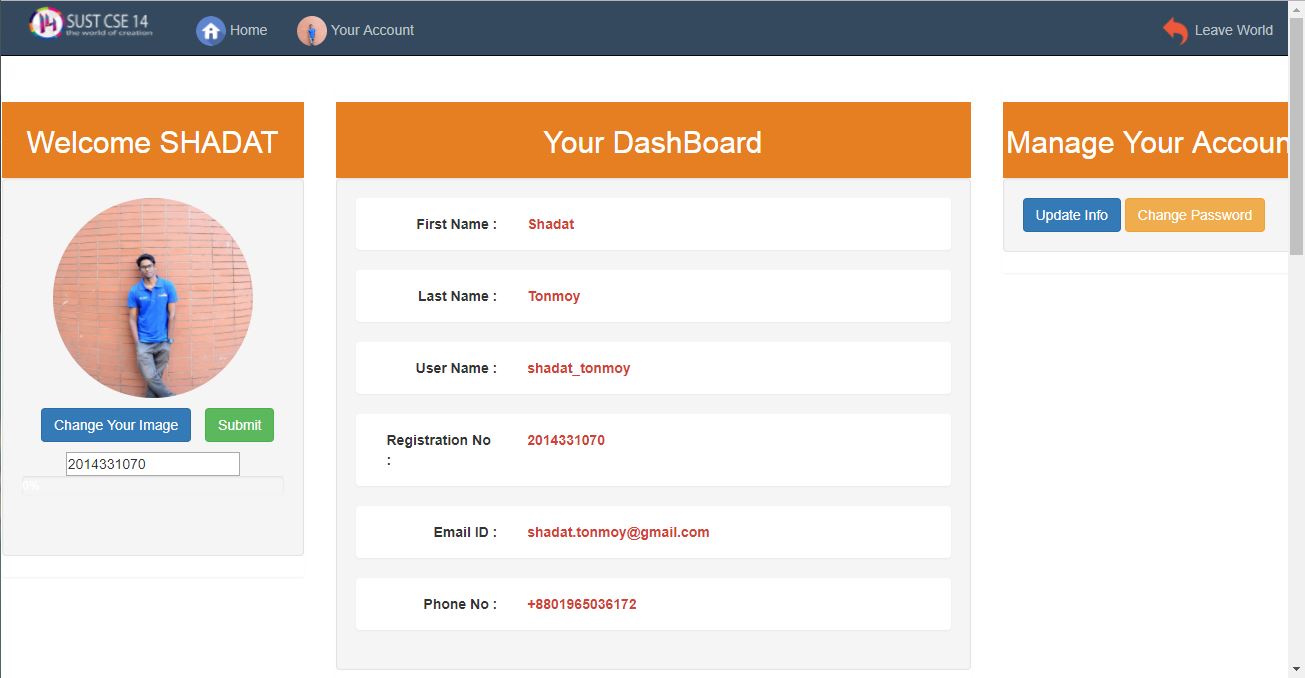 SUST CSE 14
the world of creation
Home
Your Account
Leave World
Welcome SHADAT
Change Your Image
Submit
2014331070
0%
Your DashBoard
First Name : Shadat
Last Name : Tonmoy
User Name : shadat_tonmoy
Registration No : 2014331070
Email ID : shadat.tonmoy@gmail.com
Phone No : +8801965036172
Manage Your Accoun
Update Info
Change Password